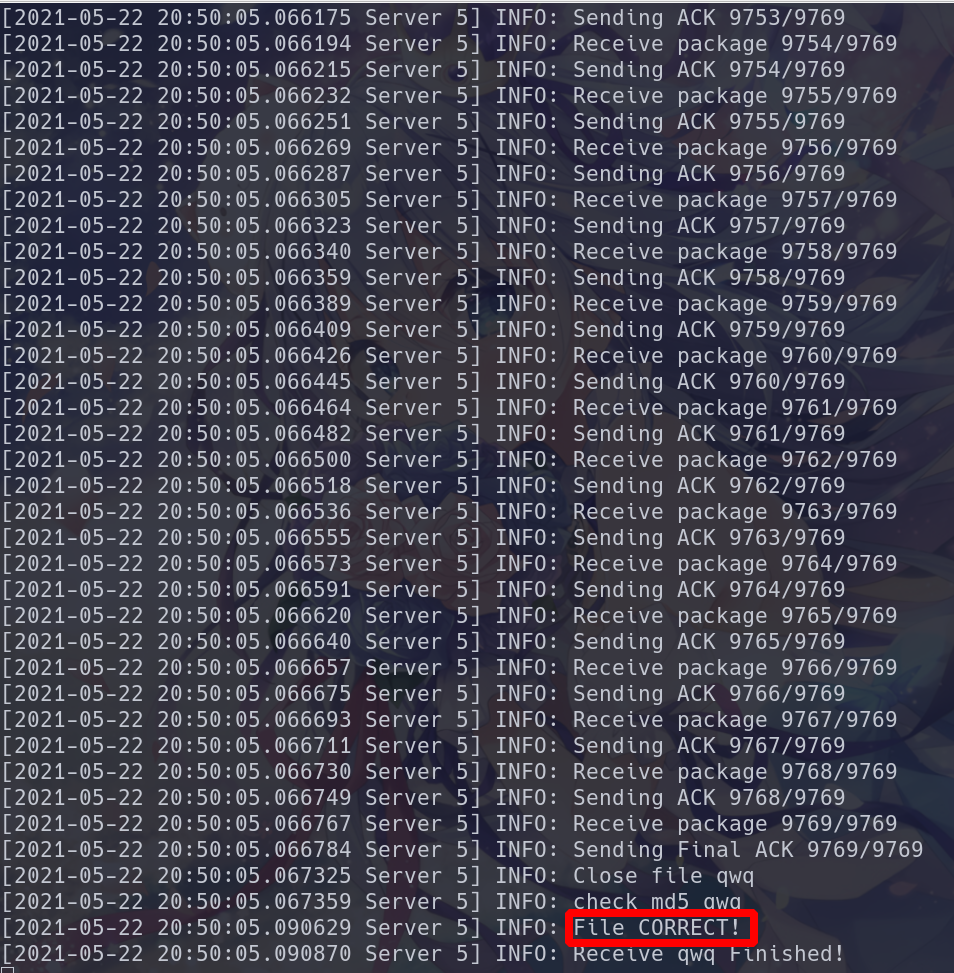 [2021-05-22 20:50:05.066175 Server 5] INFO: Sending ACK 9753/9769
[2021-05-22 20:50:05.066194 Server 5] INFO: Receive package 9754/9769
[2021-05-22 20:50:05.066215 Server 5] INFO: Sending ACK 9754/9769
[2021-05-22 20:50:05.066232 Server 5] INFO: Receive package 9755/9769
[2021-05-22 20:50:05.066251 Server 5] INFO: Sending ACK 9755/9769
[2021-05-22 20:50:05.066269 Server 5] INFO: Receive package 9756/9769
[2021-05-22 20:50:05.066287 Server 5] INFO: Sending ACK 9756/9769
[2021-05-22 20:50:05.066305 Server 5] INFO: Receive package 9757/9769
[2021-05-22 20:50:05.066323 Server 5] INFO: Sending ACK 9757/9769
[2021-05-22 20:50:05.066340 Server 5] INFO: Receive package 9758/9769
[2021-05-22 20:50:05.066359 Server 5] INFO: Sending ACK 9758/9769
[2021-05-22 20:50:05.066389 Server 5] INFO: Receive package 9759/9769
[2021-05-22 20:50:05.066409 Server 5] INFO: Sending ACK 9759/9769
[2021-05-22 20:50:05.066426 Server 5] INFO: Receive package 9760/9769
[2021-05-22 20:50:05.066445 Server 5] INFO: Sending ACK 9760/9769
[2021-05-22 20:50:05.066464 Server 5] INFO: Receive package 9761/9769
[2021-05-22 20:50:05.066482 Server 5] INFO: Sending ACK 9761/9769
[2021-05-22 20:50:05.066500 Server 5] INFO: Receive package 9762/9769
[2021-05-22 20:50:05.066518 Server 5] INFO: Sending ACK 9762/9769
[2021-05-22 20:50:05.066536 Server 5] INFO: Receive package 9763/9769
[2021-05-22 20:50:05.066555 Server 5] INFO: Sending ACK 9763/9769
[2021-05-22 20:50:05.066573 Server 5] INFO: Receive package 9764/9769
[2021-05-22 20:50:05.066591 Server 5] INFO: Sending ACK 9764/9769
[2021-05-22 20:50:05.066620 Server 5] INFO: Receive package 9765/9769
[2021-05-22 20:50:05.066640 Server 5] INFO: Sending ACK 9765/9769
[2021-05-22 20:50:05.066657 Server 5] INFO: Receive package 9766/9769
[2021-05-22 20:50:05.066675 Server 5] INFO: Sending ACK 9766/9769
[2021-05-22 20:50:05.066693 Server 5] INFO: Receive package 9767/9769
[2021-05-22 20:50:05.066711 Server 5] INFO: Sending ACK 9767/9769
[2021-05-22 20:50:05.066730 Server 5] INFO: Receive package 9768/9769
[2021-05-22 20:50:05.066749 Server 5] INFO: Sending ACK 9768/9769
[2021-05-22 20:50:05.066767 Server 5] INFO: Receive package 9769/9769
[2021-05-22 20:50:05.066784 Server 5] INFO: Sending Final ACK 9769/9769
[2021-05-22 20:50:05.067325 Server 5] INFO: Close file qwq
[2021-05-22 20:50:05.067359 Server 5] INFO: check md5 qwq
[2021-05-22 20:50:05.090629 Server 5] INFO: File CORRECT!
[2021-05-22 20:50:05.090870 Server 5] INFO: Receive qwq Finished!